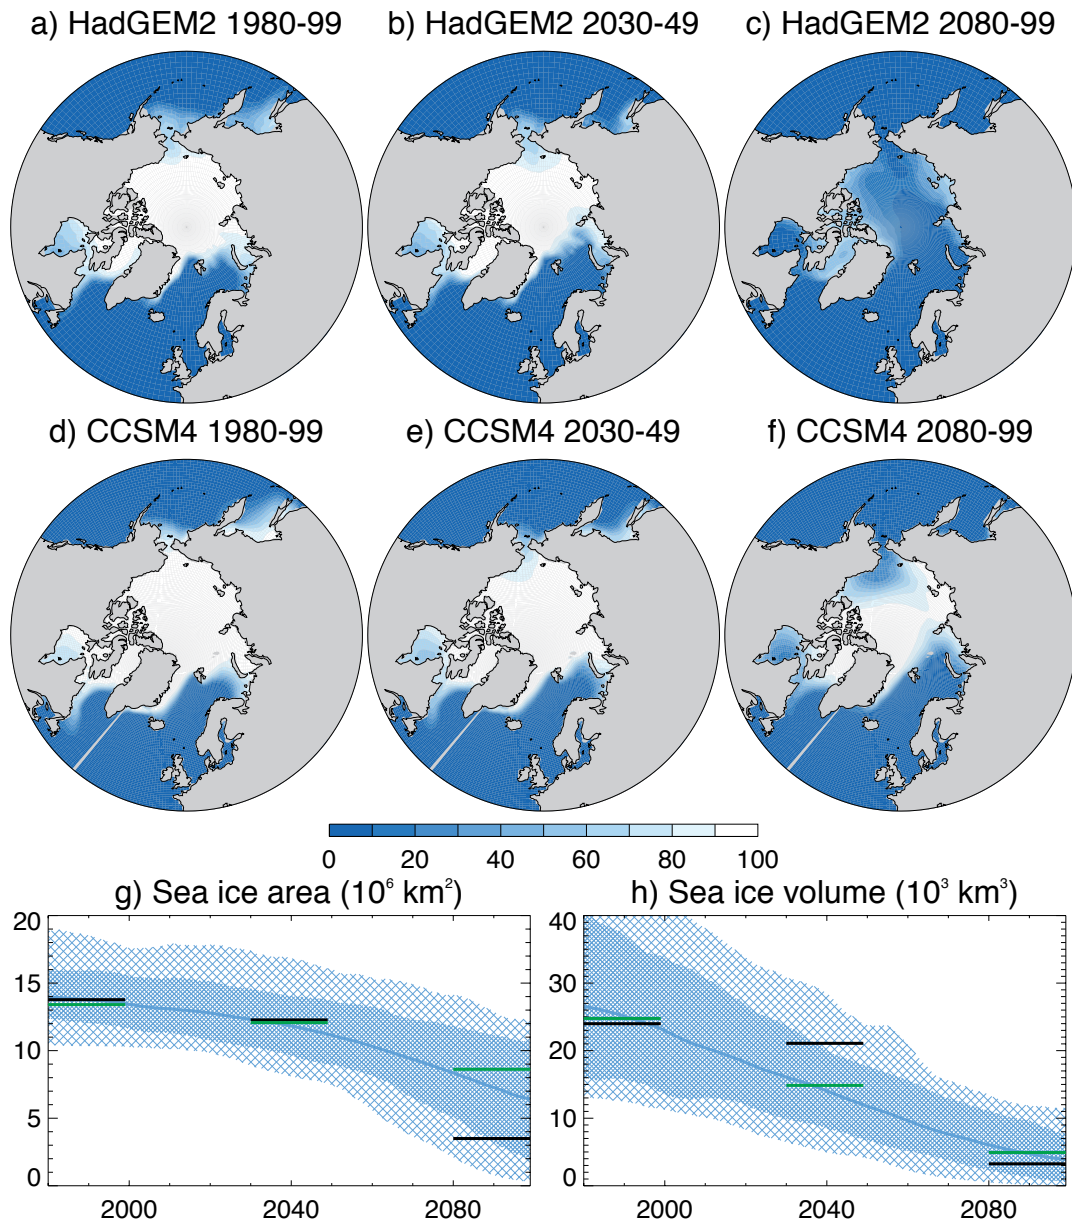 a) HadGEM2 1980-99
b) HadGEM2 2030-49
c) HadGEM2 2080-99
d) CCSM4 1980-99
e) CCSM4 2030-49
f) CCSM4 2080-99
0 20 40 60 80 100
g) Sea ice area (10⁶ km²)
20
15
10
5
0
2000 2040 2080
h) Sea ice volume (10³ km³)
40
30
20
10
0
2000 2040 2080